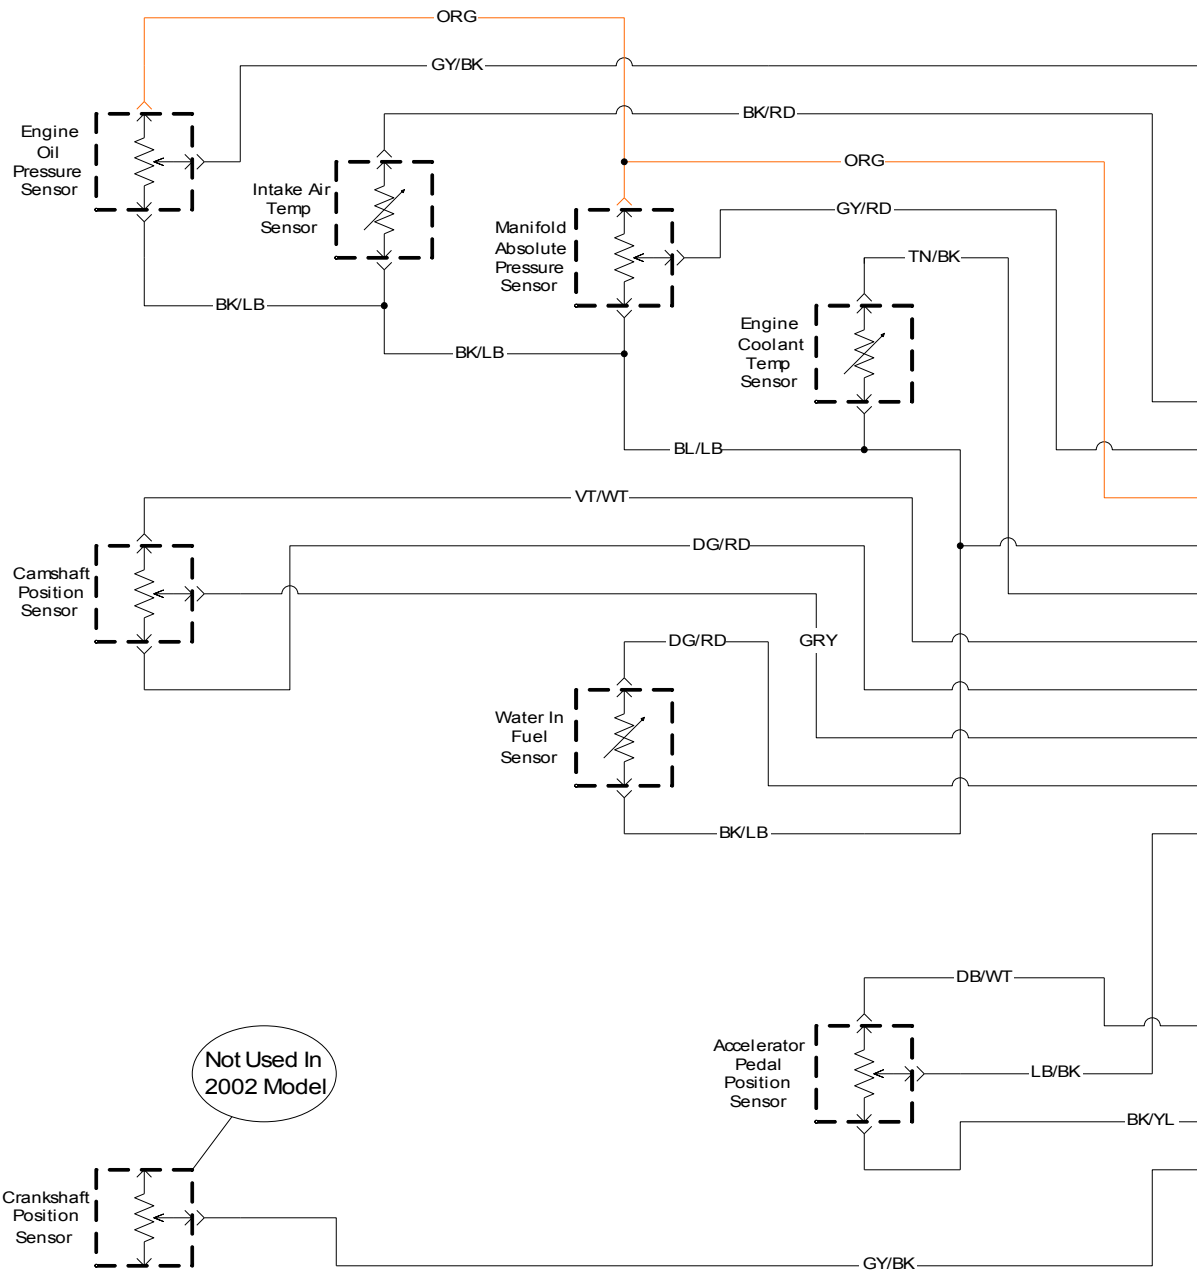 ORG
GY/BK
BK/RD
Engine
Oil
Pressure
Sensor
ORG
Intake Air
Temp
Sensor
GY/RD
Manifold
Absolute
Pressure
Sensor
TN/BK
BK/LB
Engine
Coolant
Temp
Sensor
BK/LB
BL/LB
VT/WT
DG/RD
Camshaft
Position
Sensor
DG/RD
GRY
Water In
Fuel
Sensor
BK/LB
DB/WT
Not Used In
2002 Model
Accelerator
Pedal
Position
Sensor
LB/BK
BK/YL
Crankshaft
Position
Sensor
GY/BK